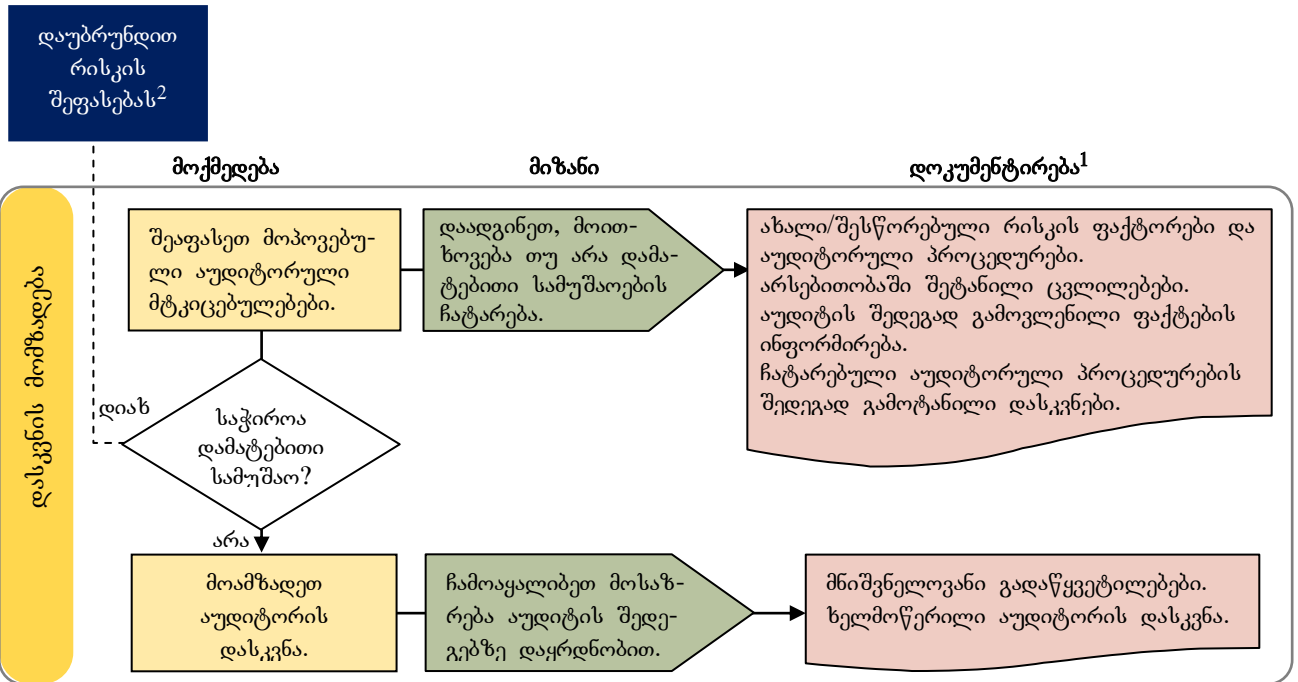 დაუბრუნდით
რისკის
შეფასებას2
მოქმედება
მიზანი
დოკუმენტირება1
დასკვნის მომზადება
შეაფასეთ მოპოვებუ-
ლი აუდიტორული
მტკიცებულებები.
დაადგინეთ, მოით-
ხოვება თუ არა დამა-
ტებითი სამუშაოების
ჩატარება.
ახალი/შესწორებული რისკის ფაქტორები და
აუდიტორული პროცედურები.
არსებითობაში შეტანილი ცვლილებები.
აუდიტის შედეგად გამოვლენილი ფაქტების
ინფორმირება.
ჩატარებული აუდიტორული პროცედურების
შედეგად გამოტანილი დასკვნები.
დიახ
საჭიროა
დამატებითი
სამუშაო?
არა
მოამზადეთ
აუდიტორის
დასკვნა.
ჩამოაყალიბეთ მოსაზ-
რება აუდიტის შედე-
გებზე დაყრდნობით.
მნიშვნელოვანი გადაწყვეტილებები.
ხელმოწერილი აუდიტორის დასკვნა.